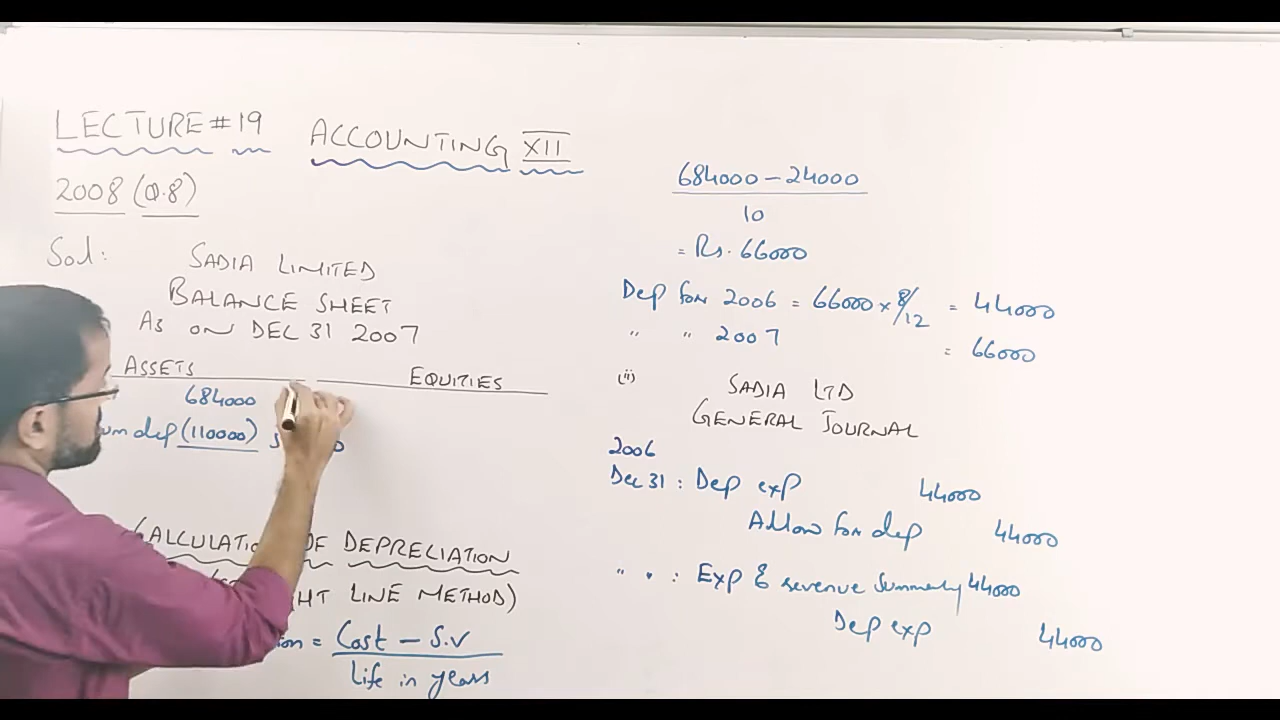 LECTURE # 19
ACCOUNTING XII
2008 (Q.8)
Sol:
SADIA LIMITED
BALANCE SHEET
AS ON DEC 31 2007
ASSETS
EQUITIES
684000
dep (110000)
CALCULATION OF DEPRECIATION
LINE METHOD)
= Cost - S.V
Life in years
684000 - 24000
10
= Rs. 66000
Dep for 2006 = 66000 x 8/12 = 44000
" " 2007 = 66000
(ii)
SADIA LTD
GENERAL JOURNAL
2006
Dec 31 : Dep exp 44000
Allow for dep 44000
" " : Exp & revenue Summery 44000
Dep exp 44000